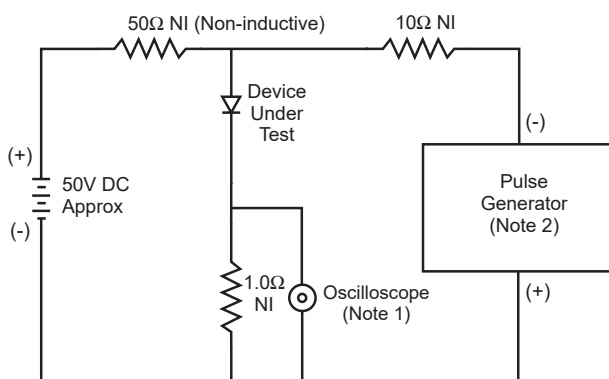 50Ω NI (Non-inductive)
10Ω NI
Device
Under
Test
(+)
50V DC
Approx
(-)
1.0Ω
NI
Oscilloscope
(Note 1)
(-)
Pulse
Generator
(Note 2)
(+)